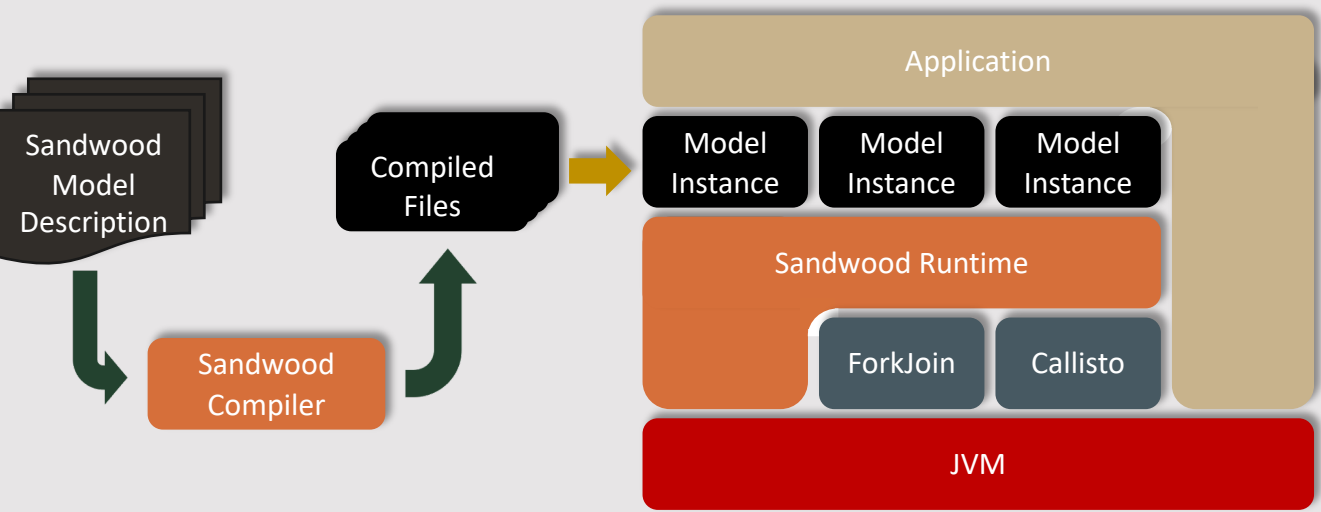 Sandwood
Model
Description
Sandwood
Compiler
Compiled
Files
Application
Model
Instance
Model
Instance
Model
Instance
Sandwood Runtime
ForkJoin
Callisto
JVM